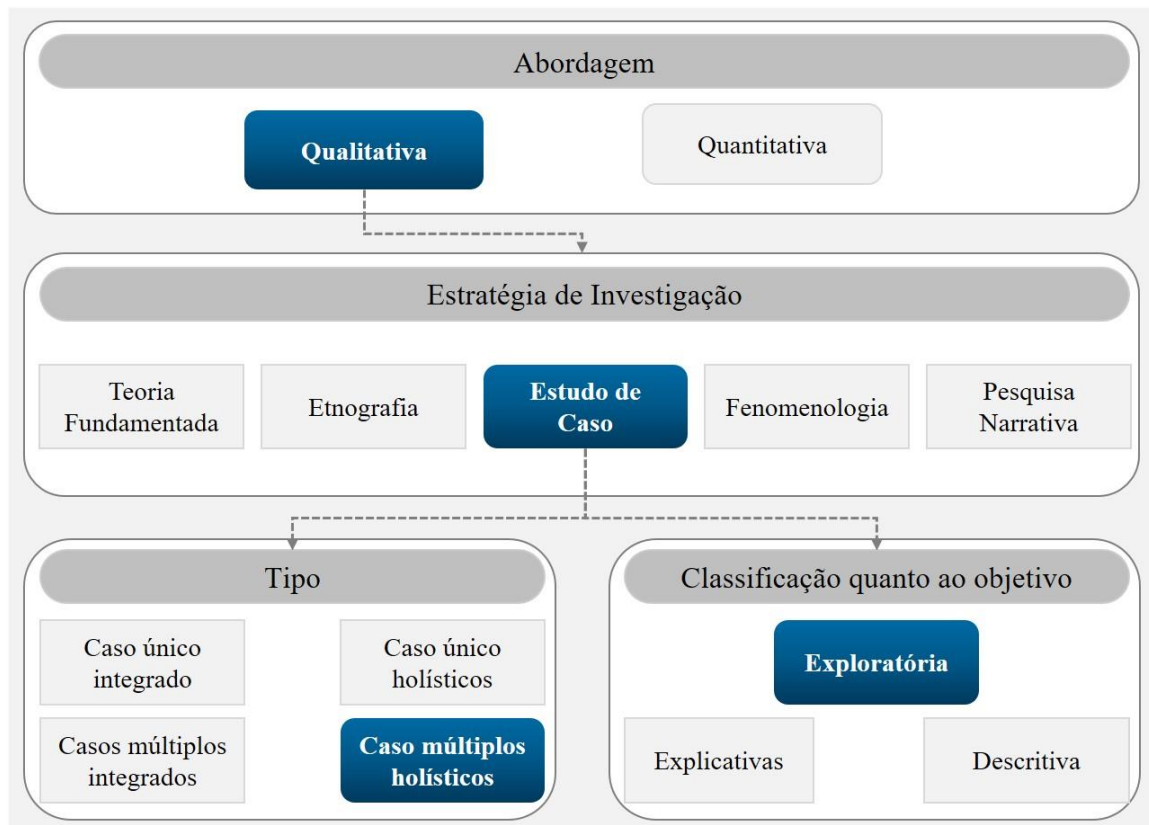 Abordagem
Qualitativa
Quantitativa
Estratégia de Investigação
Teoria
Fundamentada
Etnografia
Estudo de
Caso
Fenomenologia
Pesquisa
Narrativa
Tipo
Caso único
integrado
Caso único
holísticos
Casos múltiplos
integrados
Caso múltiplos
holísticos
Classificação quanto ao objetivo
Exploratória
Explicativas
Descritiva